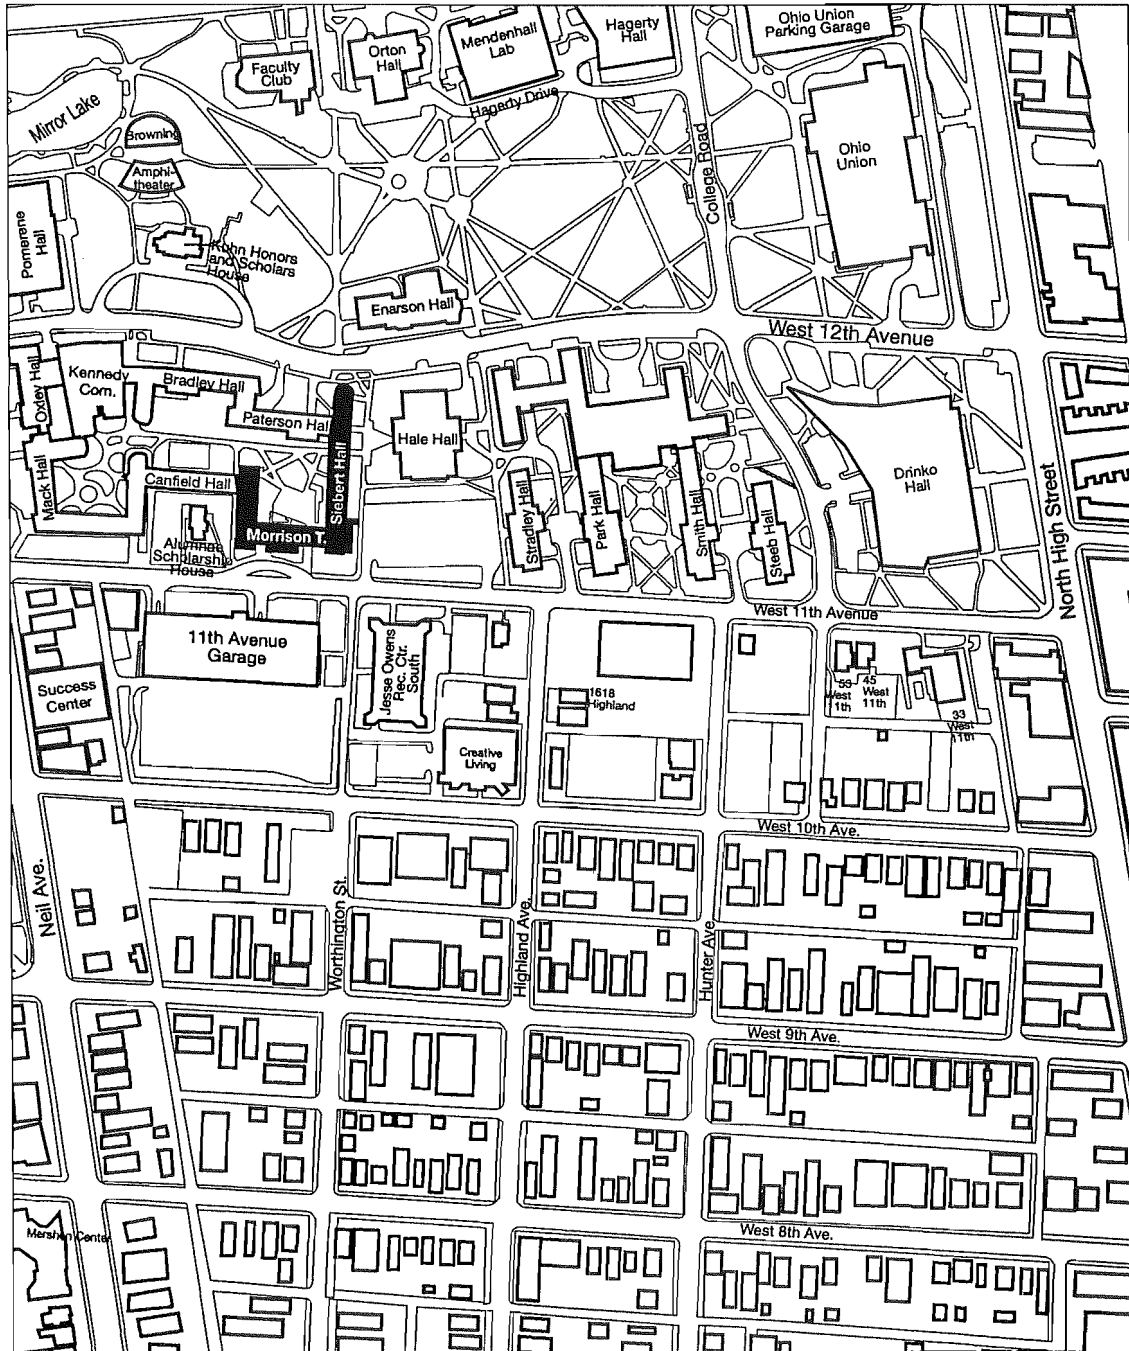 Ohio Union
Parking Garage
Hagerty
Hall
Mendenhall
Lab
Orton
Hall
Faculty
Club
Hagerty Drive
Mirror Lake
Browning
Amphi-
theater
College Road
Ohio
Union
Pomerene
Hall
Kuhn Honors
and Scholars
House
Enarson Hall
West 12th Avenue
Oxley Hall
Kennedy
Com.
Bradley Hall
Paterson Hall
Hale Hall
Siebert Hall
Mack Hall
Canfield Hall
Morrison T.
Alumnae
Scholarship
House
Stradley Hall
Park Hall
Smith Hall
Steeb Hall
Drinko
Hall
North High Street
West 11th Avenue
11th Avenue
Garage
Jesse Owens
Rec. Ctr.
South
Success
Center
1618
Highland
53
West
11th
45
West
11th
33
West
11th
Creative
Living
West 10th Ave.
Neil Ave.
Worthington St.
Highland Ave.
Hunter Ave.
West 9th Ave.
West 8th Ave.
Mershon Center